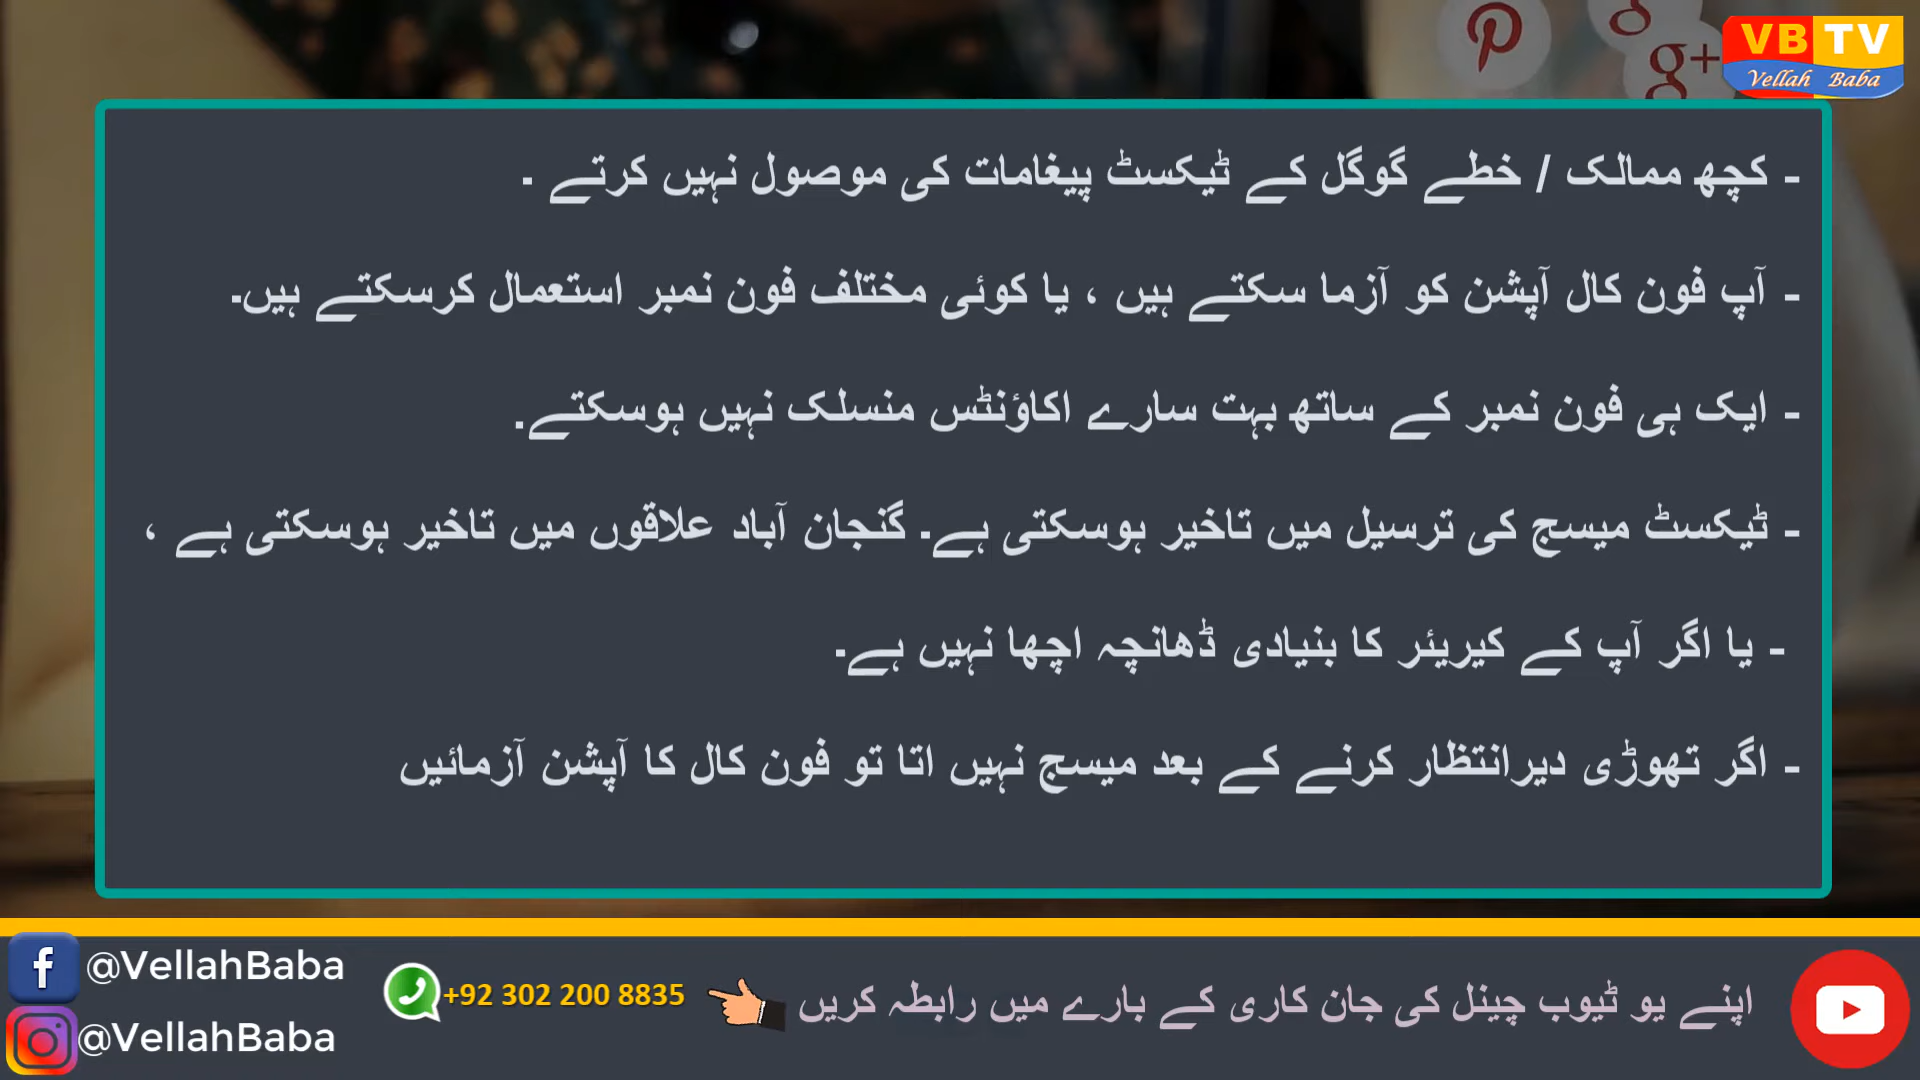 VBTV
Vellah Baba
- کچھ ممالک / خطے گوگل کے ٹیکسٹ پیغامات کی موصول نہیں کرتے ۔
- آپ فون کال آپشن کو آزما سکتے ہیں ، یا کوئی مختلف فون نمبر استعمال کرسکتے ہیں۔
- ایک ہی فون نمبر کے ساتھ بہت سارے اکاؤنٹس منسلک نہیں ہوسکتے.
- ٹیکسٹ میسج کی ترسیل میں تاخیر ہوسکتی ہے۔ گنجان آباد علاقوں میں تاخیر ہوسکتی ہے ،
- یا اگر آپ کے کیریئر کا بنیادی ڈھانچہ اچھا نہیں ہے۔
- اگر تھوڑی دیرانتظار کرنے کے بعد میسج نہیں اتا تو فون کال کا آپشن آزمائیں
@VellahBaba
@VellahBaba
+92 302 200 8835
اپنے یو ٹیوب چینل کی جان کاری کے بارے میں رابطہ کریں